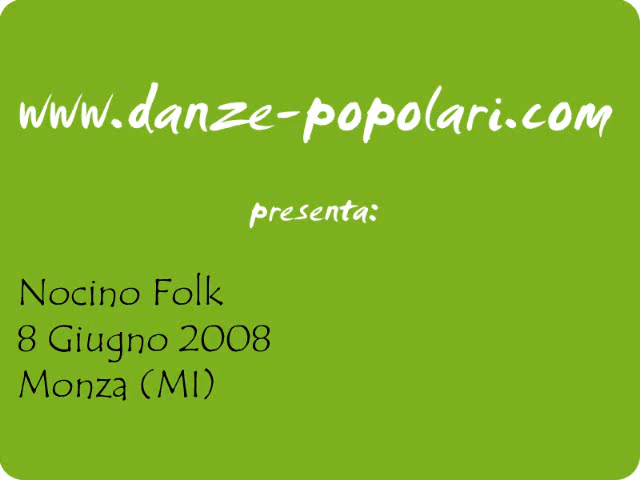 www.danze-popolari.com
presenta:
Nocino Folk
8 Giugno 2008
Monza (MI)